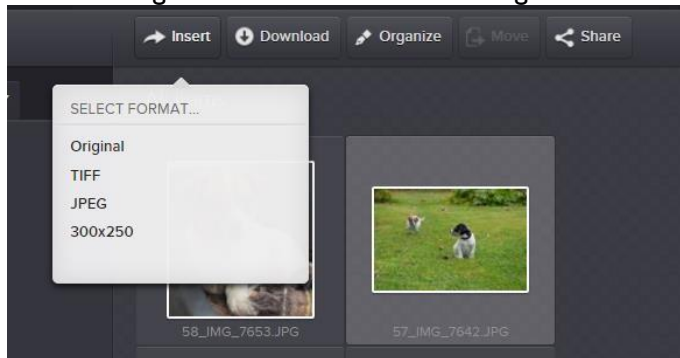 Insert Download Organize Move Share
SELECT FORMAT...
Original
TIFF
JPEG
300x250
58_IMG_7653.JPG 57_IMG_7642.JPG